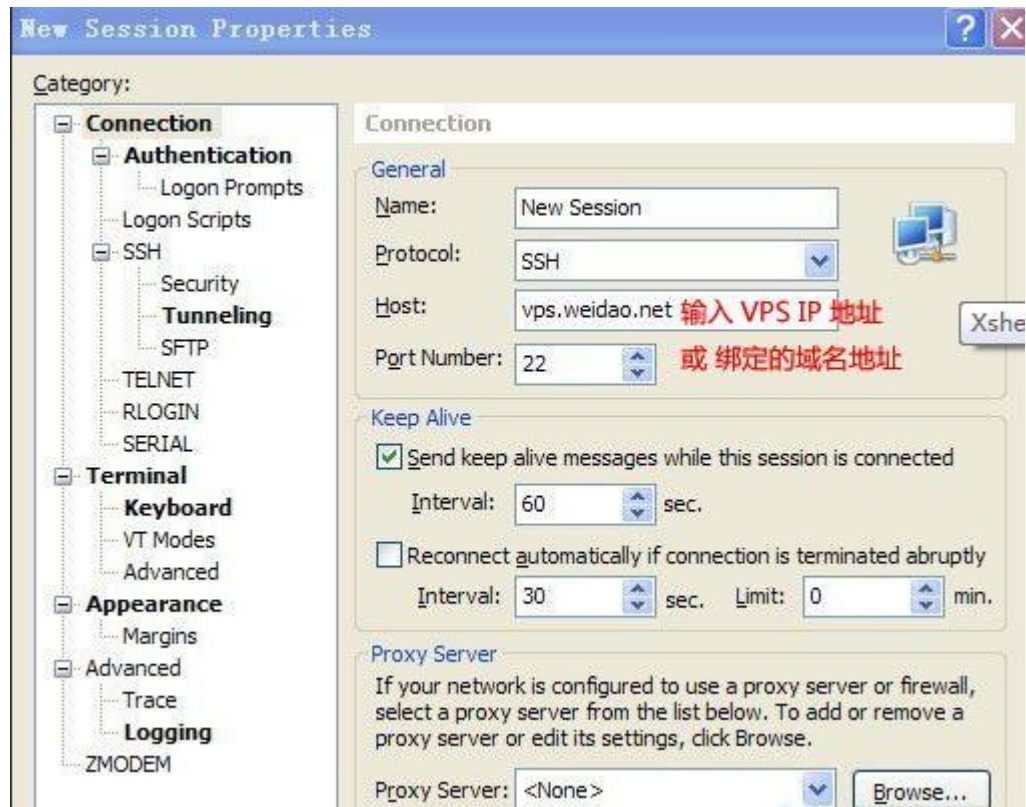 New Session Properties
Category:
Connection
Authentication
Logon Prompts
Logon Scripts
SSH
Security
Tunneling
SFTP
TELNET
RLOGIN
SERIAL
Terminal
Keyboard
VT Modes
Advanced
Appearance
Margins
Advanced
Trace
Logging
ZMODEM
Connection
General
Name: New Session
Protocol: SSH
Host: vps.weidao.net 输入 VPS IP 地址
Xshe
Port Number: 22 或 绑定的域名地址
Keep Alive
Send keep alive messages while this session is connected
Interval: 60 sec.
Reconnect automatically if connection is terminated abruptly
Interval: 30 sec. Limit: 0 min.
Proxy Server
If your network is configured to use a proxy server or firewall,
select a proxy server from the list below. To add or remove a
proxy server or edit its settings, click Browse.
Proxy Server: <None> Browse...